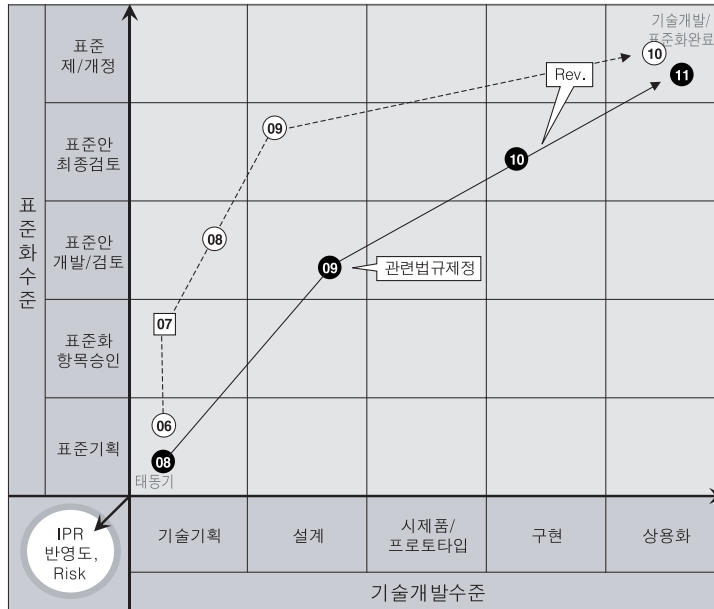 기술개발/
표준화완료
표준
제/개정
10
Rev.
11
09
표준안
최종검토
10
표준화수준
08
표준안
개발/검토
09
관련법규제정
07
표준화
항목승인
06
표준기획
08
태동기
IPR
반영도,
Risk
기술기획
설계
시제품/
프로토타입
구현
상용화
기술개발수준